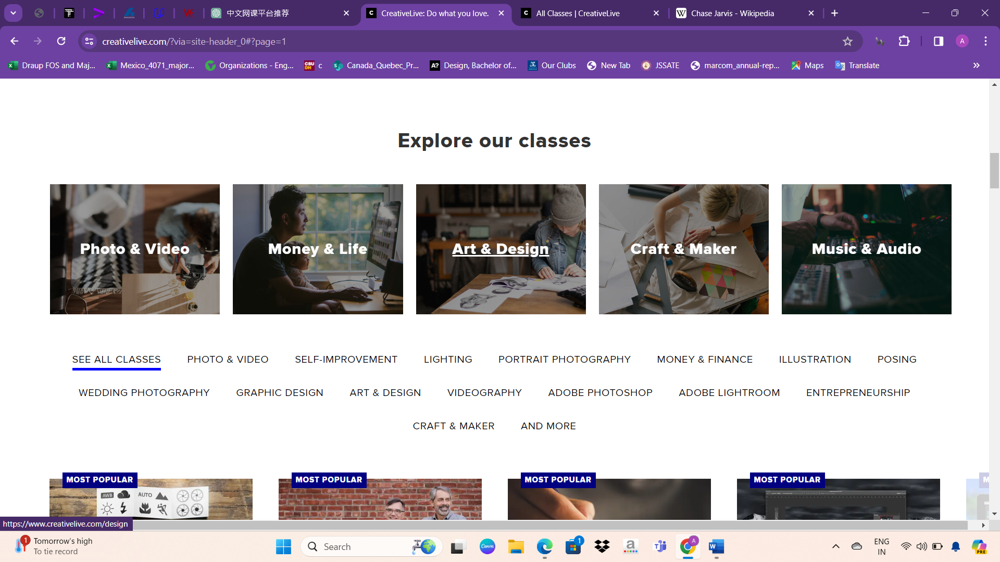 中文网课平台推荐
CreativeLive: Do what you love.
All Classes | CreativeLive
Chase Jarvis - Wikipedia
creativelive.com/?via=site-header_0#?page=1
A
Draup FOS and Maj...
Mexico_4071_major...
Organizations - Eng...
c
Canada_Quebec_Pr...
Design, Bachelor of...
Our Clubs
New Tab
JSSATE
marcom_annual-rep...
Maps
Translate
Explore our classes
Photo & Video
Money & Life
Art & Design
Craft & Maker
Music & Audio
SEE ALL CLASSES
PHOTO & VIDEO
SELF-IMPROVEMENT
LIGHTING
PORTRAIT PHOTOGRAPHY
MONEY & FINANCE
ILLUSTRATION
POSING
WEDDING PHOTOGRAPHY
GRAPHIC DESIGN
ART & DESIGN
VIDEOGRAPHY
ADOBE PHOTOSHOP
ADOBE LIGHTROOM
ENTREPRENEURSHIP
CRAFT & MAKER
AND MORE
MOST POPULAR
MOST POPULAR
MOST POPULAR
MOST POPULAR
AWB
AUTO
https://www.creativelive.com/design
1
Tomorrow's high
To tie record
Search
Canva
1
A
ENG
IN
PRE